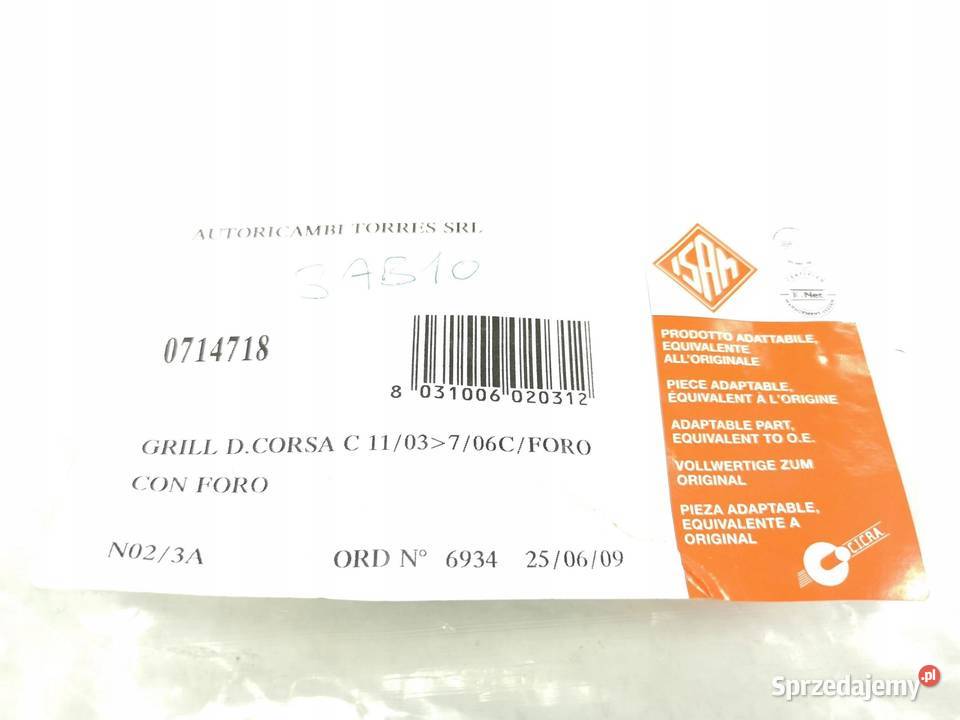 AUTORICAMBI TORRES SRL
3AB10
0714718
8 031006 020312
GRILL D.CORSA C 11/03>7/06C/FORO
CON FORO
N02/3A
ORD N° 6934 25/06/09
ISAM
CERTIFIED
PRODOTTO ADATTABILE,
EQUIVALENTE
ALL'ORIGINALE
PIECE ADAPTABLE,
ÉQUIVALENT À L'ORIGINE
ADAPTABLE PART,
EQUIVALENT TO O.E.
VOLLWERTIGE ZUM
ORIGINAL
PIEZA ADAPTABLE,
EQUIVALENTE A
ORIGINAL
C.I.C.R.A.
Sprzedajemy.pl